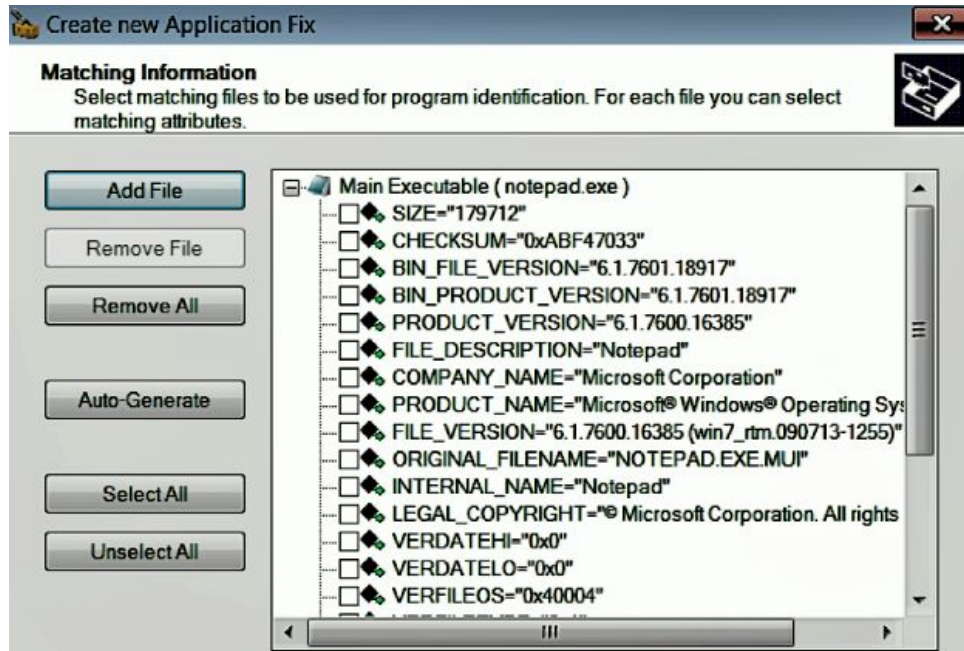 Create new Application Fix
Matching Information
Select matching files to be used for program identification. For each file you can select
matching attributes.
Add File
Remove File
Remove All
Auto-Generate
Select All
Unselect All
Main Executable ( notepad.exe )
SIZE="179712"
CHECKSUM="0xABF47033"
BIN_FILE_VERSION="6.1.7601.18917"
BIN_PRODUCT_VERSION="6.1.7601.18917"
PRODUCT_VERSION="6.1.7600.16385"
FILE_DESCRIPTION="Notepad"
COMPANY_NAME="Microsoft Corporation"
PRODUCT_NAME="Microsoft® Windows® Operating Sys
FILE_VERSION="6.1.7600.16385 (win7_rtm.090713-1255)"
ORIGINAL_FILENAME="NOTEPAD.EXE.MUI"
INTERNAL_NAME="Notepad"
LEGAL_COPYRIGHT="© Microsoft Corporation. All rights
VERDATEHI="0x0"
VERDATELO="0x0"
VERFILEOS="0x40004"